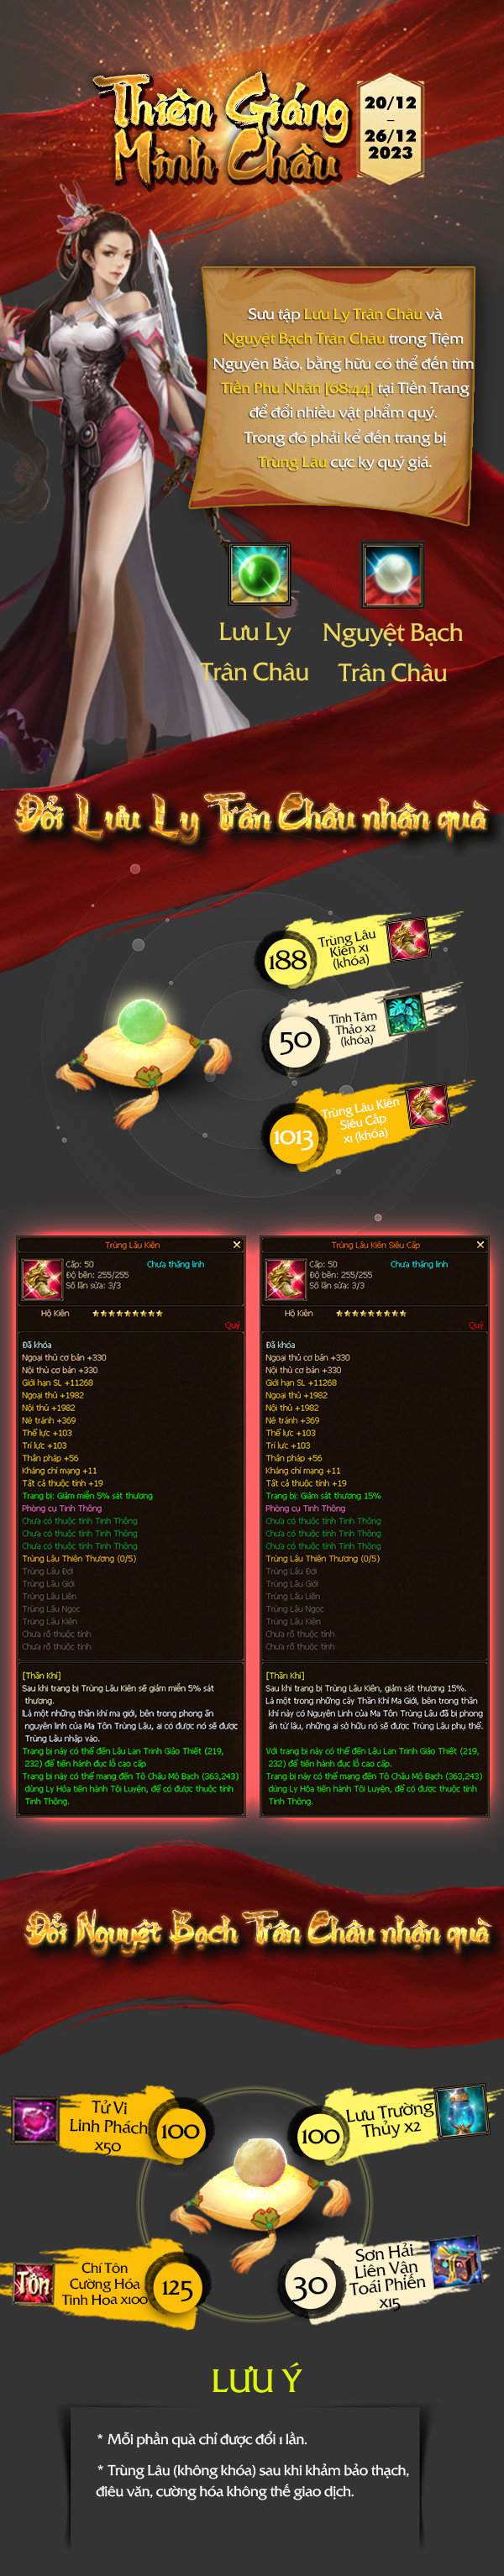 Thiên Giáng
Minh Châu
20/12
–
26/12
2023
Sưu tập Lưu Ly Trân Châu và
Nguyệt Bạch Trân Châu trong Tiệm
Nguyên Bảo, bằng hữu có thể đến tìm
Tiền Phu Nhân [68:44] tại Tiền Trang
để đổi nhiều vật phẩm quý.
Trong đó phải kể đến trang bị
Trùng Lâu cực kỳ quý giá.
Lưu Ly
Trân Châu
Nguyệt Bạch
Trân Châu
Đổi Lưu Ly Trân Châu nhận quà
188
Trùng Lâu
Kiên x1
(khóa)
50
Tĩnh Tâm
Thảo x2
(khóa)
1013
Trùng Lâu Kiên
Siêu Cấp
x1 (khóa)
Trùng Lâu Kiên
Cấp: 50
Chưa thăng linh
Độ bền: 255/255
Số lần sửa: 3/3
Hộ Kiên
Quý
Đã khóa
Ngoại thủ cơ bản +330
Nội thủ cơ bản +330
Giới hạn SL +11268
Ngoại thủ +1982
Nội thủ +1982
Né tránh +369
Thể lực +103
Trí lực +103
Thân pháp +56
Kháng chí mạng +11
Tất cả thuộc tính +19
Trang bị: Giảm miễn 5% sát thương
Phòng cụ Tinh Thông
Chưa có thuộc tính Tinh Thông
Chưa có thuộc tính Tinh Thông
Chưa có thuộc tính Tinh Thông
Trùng Lâu Thiên Thương (0/5)
Trùng Lâu Đới
Trùng Lâu Giới
Trùng Lâu Liên
Trùng Lâu Ngọc
Trùng Lâu Kiên
Chưa rõ thuộc tính
Chưa rõ thuộc tính
[Thần Khí]
Sau khi trang bị Trùng Lâu Kiên sẽ giảm miễn 5% sát
thương.
Là một những thần khí ma giới, bên trong phong ấn
nguyên linh của Ma Tôn Trùng Lâu, ai có được nó sẽ được
Trùng Lâu nhập vào.
Trang bị này có thể đến Lâu Lan Trinh Giảo Thiết (219,
232) để tiến hành đục lỗ cao cấp
Trang bị này có thể mang đến Tô Châu Mộ Bạch (363,243)
dùng Ly Hỏa tiến hành Tôi Luyện, để có được thuộc tính
Tinh Thông.
Trùng Lâu Kiên Siêu Cấp
Cấp: 50
Chưa thăng linh
Độ bền: 255/255
Số lần sửa: 3/3
Hộ Kiên
Quý
Đã khóa
Ngoại thủ cơ bản +330
Nội thủ cơ bản +330
Giới hạn SL +11268
Ngoại thủ +1982
Nội thủ +1982
Né tránh +369
Thể lực +103
Trí lực +103
Thân pháp +56
Kháng chí mạng +11
Tất cả thuộc tính +19
Trang bị: Giảm sát thương 15%
Phòng cụ Tinh Thông
Chưa có thuộc tính Tinh Thông
Chưa có thuộc tính Tinh Thông
Chưa có thuộc tính Tinh Thông
Trùng Lâu Thiên Thương (0/5)
Trùng Lâu Đới
Trùng Lâu Giới
Trùng Lâu Liên
Trùng Lâu Ngọc
Trùng Lâu Kiên
Chưa rõ thuộc tính
Chưa rõ thuộc tính
[Thần Khí]
Sau khi trang bị Trùng Lâu Kiên, giảm sát thương 15%.
Là một trong những cây Thần Khí Ma Giới, bên trong thần
khí này có Nguyên Linh của Ma Tôn Trùng Lâu đã bị phong
ấn từ lâu, những ai sở hữu nó sẽ được Trùng Lâu phụ thể.
Với trang bị này có thể đến Lâu Lan Trinh Giảo Thiết (219,
232) để tiến hành đục lỗ cao cấp.
Trang bị này có thể mang đến Tô Châu Mộ Bạch (363,243)
dùng Ly Hỏa tiến hành Tôi Luyện, để có được thuộc tính
Tinh Thông.
Đổi Nguyệt Bạch Trân Châu nhận quà
Tử Vi
Linh Phách
x50
100
100
Lưu Trường
Thủy x2
Tôn
Chí Tôn
Cường Hóa
Tinh Hoa x100
125
30
Sơn Hải
Liên Vận
Toái Phiến
x15
LƯU Ý
* Mỗi phần quà chỉ được đổi 1 lần.
* Trùng Lâu (không khóa) sau khi khảm bảo thạch,
điêu văn, cường hóa không thể giao dịch.